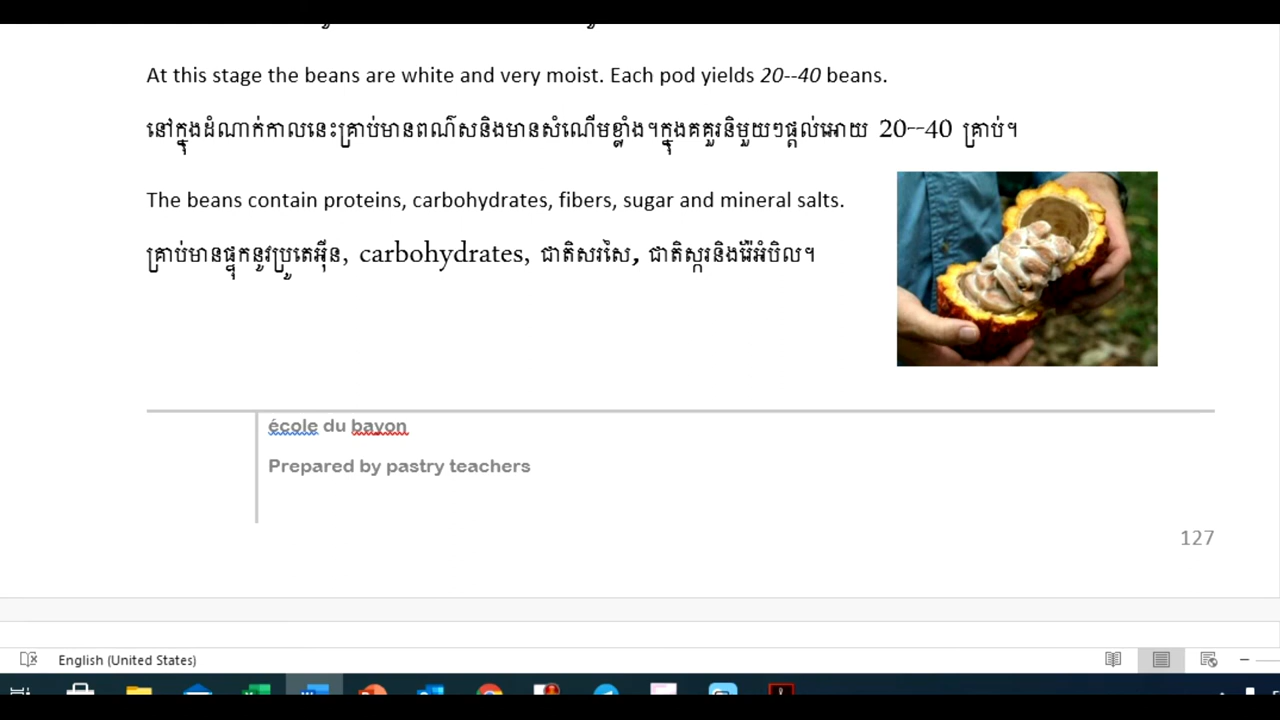 At this stage the beans are white and very moist. Each pod yields 20--40 beans.
នៅក្នុងដំណាក់កាលនេះគ្រាប់មានពណ៌សនិងមានសំណើមខ្លាំង។ក្នុងគគួរនិមួយៗផ្តល់អោយ 20--40 គ្រាប់។
The beans contain proteins, carbohydrates, fibers, sugar and mineral salts.
គ្រាប់មានផ្ទុកនូវប្រូតេអ៊ីន, carbohydrates, ជាតិសរសៃ, ជាតិស្ករនិងរ៉ែអំបិល។
école du bayon
Prepared by pastry teachers
127
English (United States)